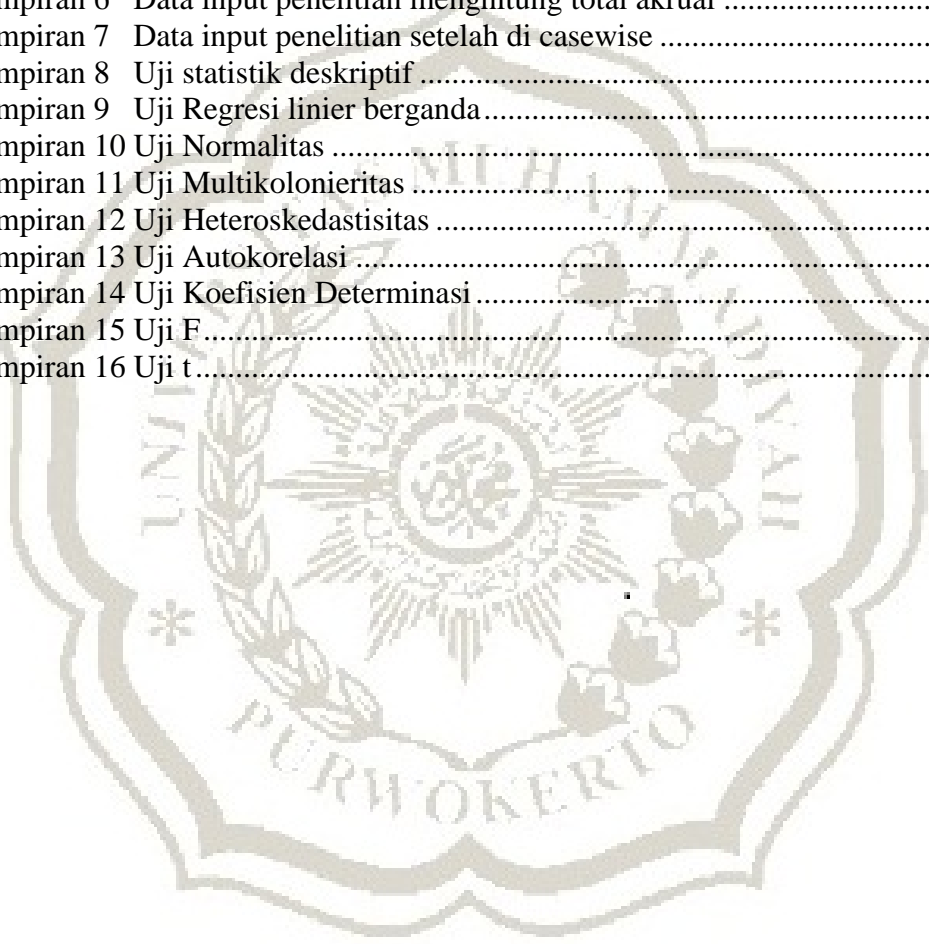 mpiran 6 Data input penelitian menghitung total akrual ........................
mpiran 7 Data input penelitian setelah di casewise ................................
mpiran 8 Uji statistik deskriptif ................................................................
mpiran 9 Uji Regresi linier berganda........................................................
mpiran 10 Uji Normalitas ............................................................................
mpiran 11 Uji Multikolonieritas .................................................................
mpiran 12 Uji Heteroskedastisitas ..............................................................
mpiran 13 Uji Autokorelasi .........................................................................
mpiran 14 Uji Koefisien Determinasi .........................................................
mpiran 15 Uji F...........................................................................................
mpiran 16 Uji t............................................................................................
PURWOKERTO